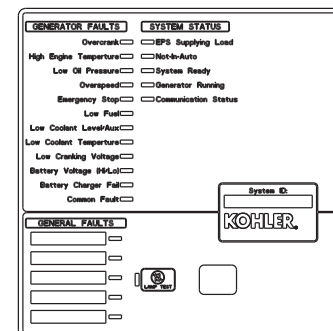 GENERATOR FAULTS
Overcrank
High Engine Temperture
Low Oil Pressure
Overspeed
Emergency Stop
Low Fuel
Low Coolant Level/Aux
Low Coolant Temperture
Low Cranking Voltage
Battery Voltage (Hi/Lo)
Battery Charger Fail
Common Fault
SYSTEM STATUS
EPS Supplying Load
Not-In-Auto
System Ready
Generator Running
Communication Status
System ID:
KOHLER.
GENERAL FAULTS
LAMP TEST